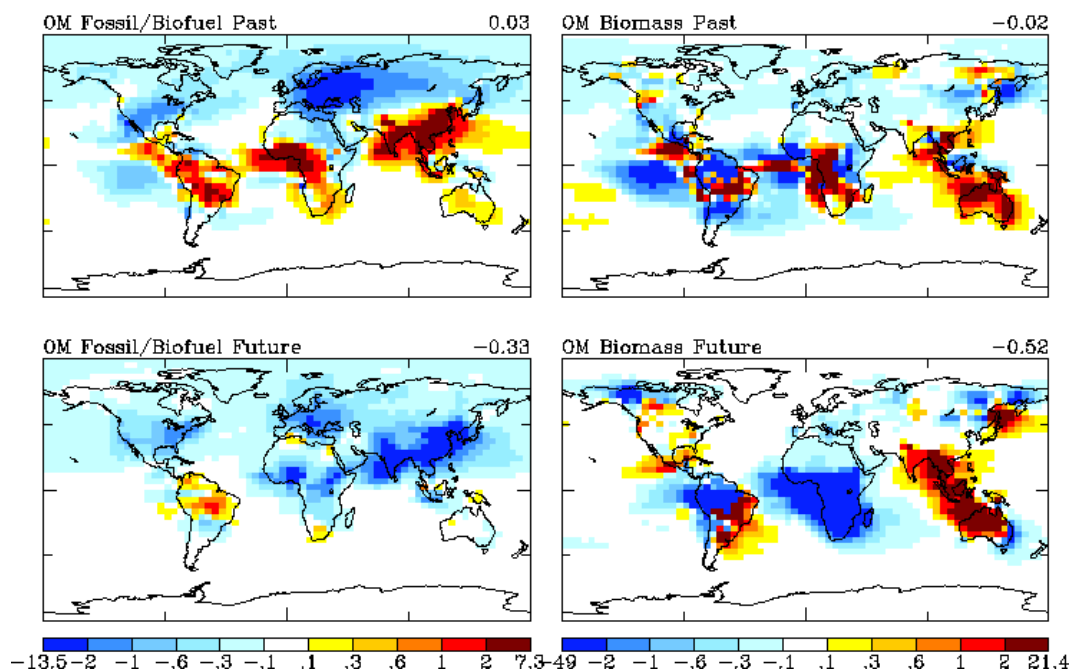 OM Fossil/Biofuel Past 0.03
OM Biomass Past -0.02
OM Fossil/Biofuel Future -0.33
OM Biomass Future -0.52
-13.5 -2 -1 -.6 -.3 -.1 .1 .3 .6 1 2 7.3
-49 -2 -1 -.6 -.3 -.1 .1 .3 .6 1 2 21.4